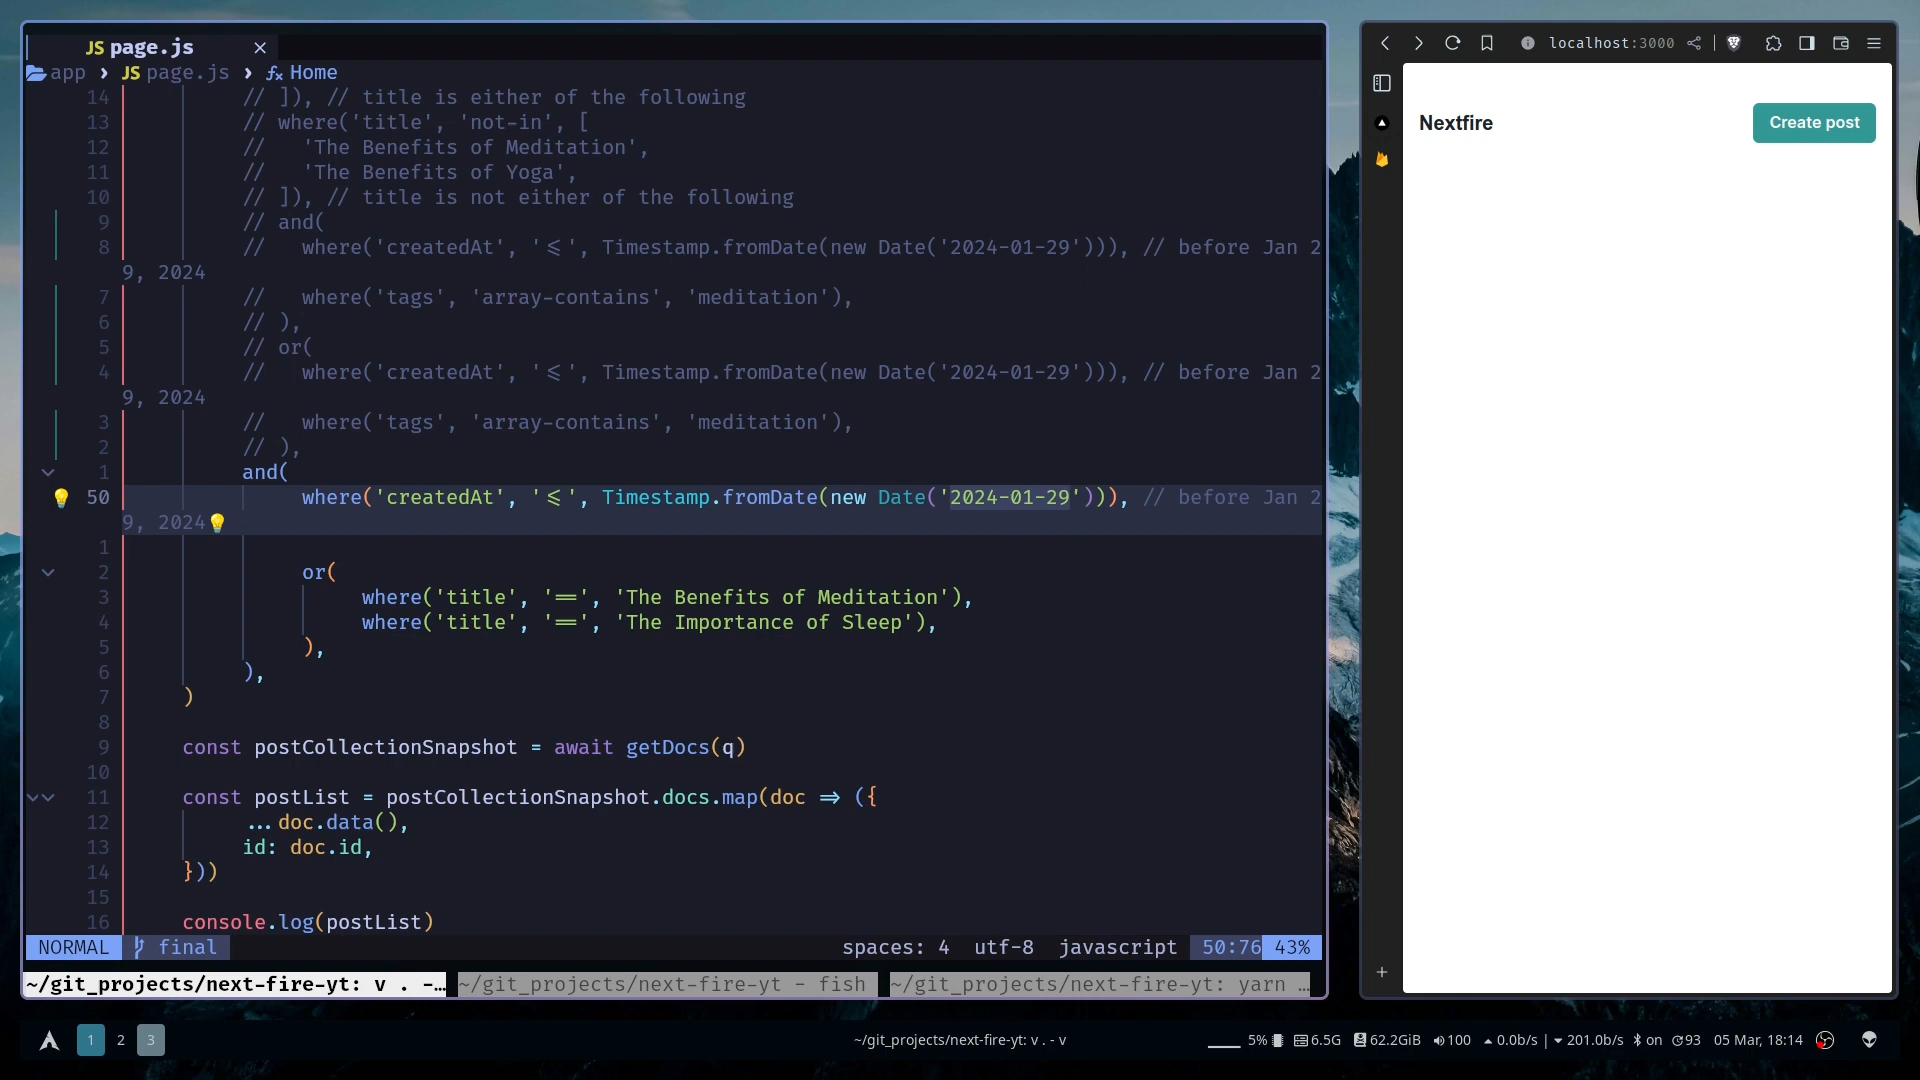 JS page.js ×
app › JS page.js › fx Home
14 // ]), // title is either of the following
13 // where('title', 'not-in', [
12 //   'The Benefits of Meditation',
11 //   'The Benefits of Yoga',
10 // ]), // title is not either of the following
9 // and(
8 //   where('createdAt', '<=', Timestamp.fromDate(new Date('2024-01-29'))), // before Jan 2
9, 2024
7 //   where('tags', 'array-contains', 'meditation'),
6 // ),
5 // or(
4 //   where('createdAt', '<=', Timestamp.fromDate(new Date('2024-01-29'))), // before Jan 2
9, 2024
3 //   where('tags', 'array-contains', 'meditation'),
2 // ),
1 and(
50 where('createdAt', '<=', Timestamp.fromDate(new Date('2024-01-29'))), // before Jan 2
9, 2024
1
2 or(
3 where('title', '==', 'The Benefits of Meditation'),
4 where('title', '==', 'The Importance of Sleep'),
5 ),
6 ),
7 )
8
9 const postCollectionSnapshot = await getDocs(q)
10
11 const postList = postCollectionSnapshot.docs.map(doc => ({
12 ...doc.data(),
13 id: doc.id,
14 }))
15
16 console.log(postList)
NORMAL final spaces: 4 utf-8 javascript 50:76 43%
~/git_projects/next-fire-yt: v . -… ~/git_projects/next-fire-yt - fish ~/git_projects/next-fire-yt: yarn …
localhost:3000
Nextfire Create post
1 2 3 ~/git_projects/next-fire-yt: v . - v 5% 6.5G 62.2GiB 100 0.0b/s | 201.0b/s on 93 05 Mar, 18:14